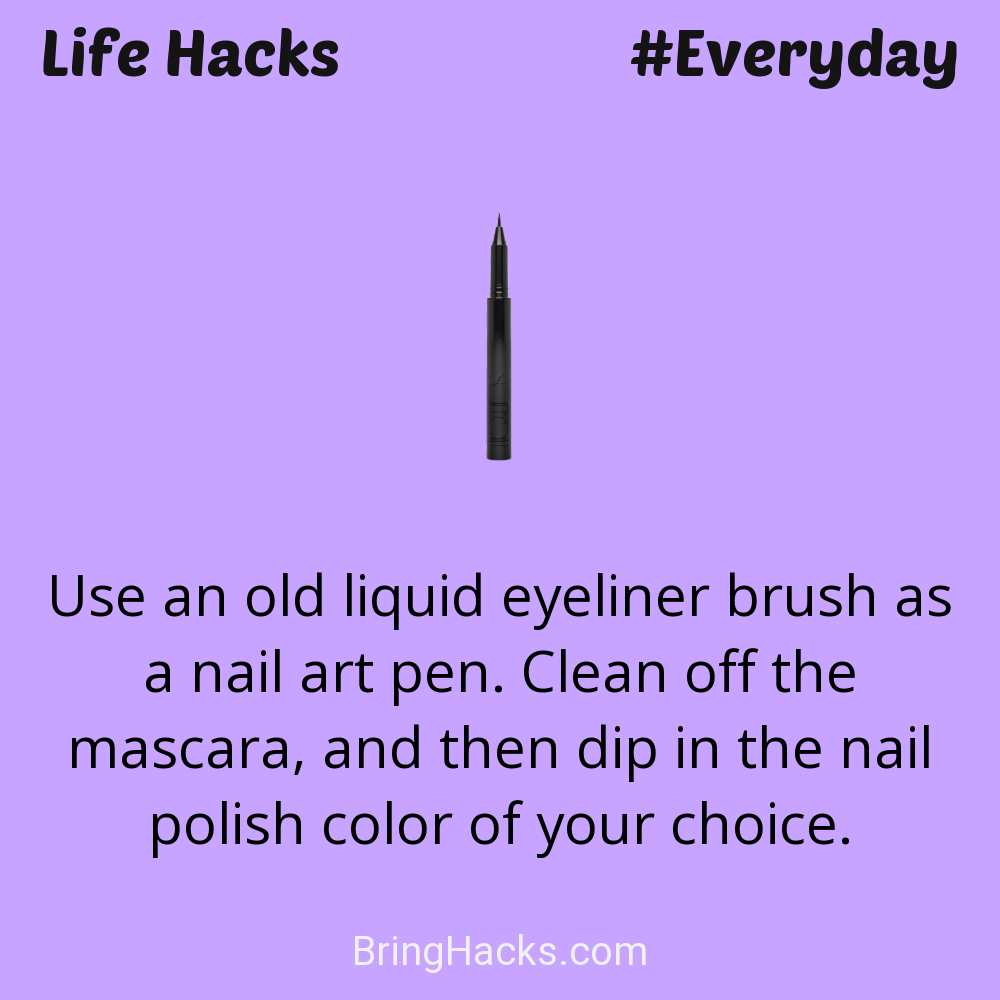 Life Hacks #Everyday
Use an old liquid eyeliner brush as
a nail art pen. Clean off the
mascara, and then dip in the nail
polish color of your choice.
BringHacks.com